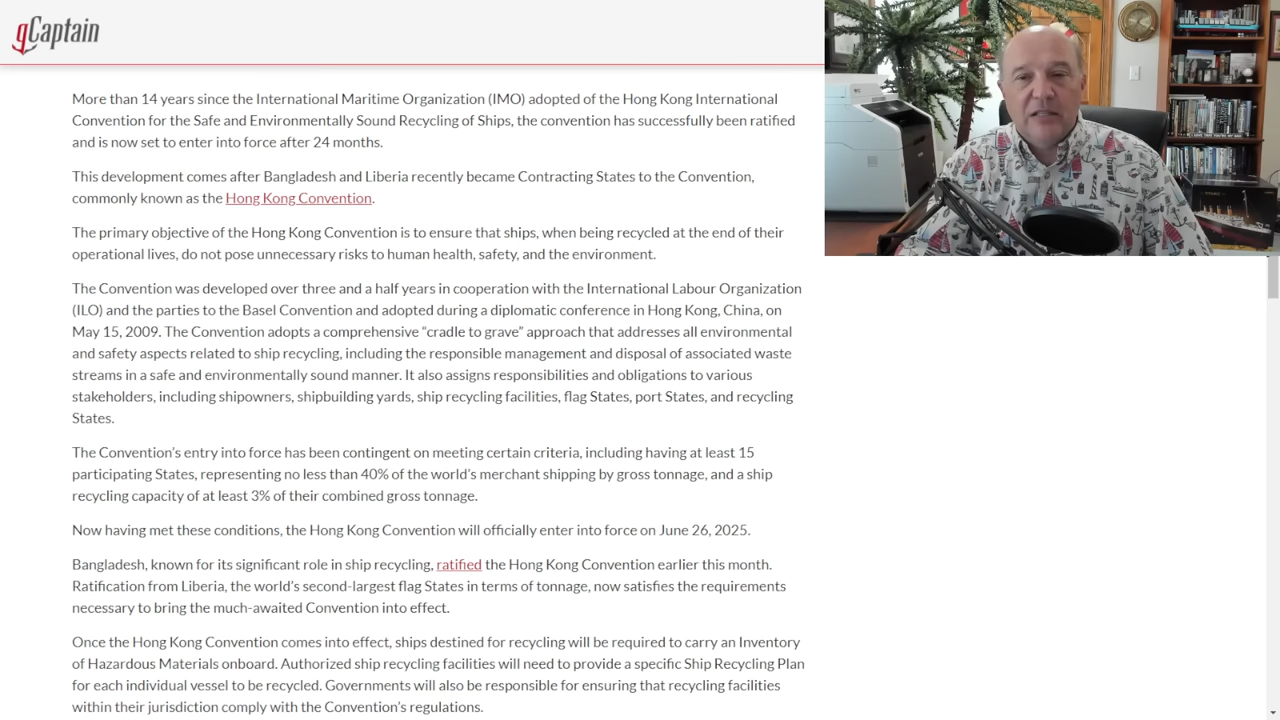 gCaptain
More than 14 years since the International Maritime Organization (IMO) adopted of the Hong Kong International
Convention for the Safe and Environmentally Sound Recycling of Ships, the convention has successfully been ratified
and is now set to enter into force after 24 months.
This development comes after Bangladesh and Liberia recently became Contracting States to the Convention,
commonly known as the Hong Kong Convention.
The primary objective of the Hong Kong Convention is to ensure that ships, when being recycled at the end of their
operational lives, do not pose unnecessary risks to human health, safety, and the environment.
The Convention was developed over three and a half years in cooperation with the International Labour Organization
(ILO) and the parties to the Basel Convention and adopted during a diplomatic conference in Hong Kong, China, on
May 15, 2009. The Convention adopts a comprehensive “cradle to grave” approach that addresses all environmental
and safety aspects related to ship recycling, including the responsible management and disposal of associated waste
streams in a safe and environmentally sound manner. It also assigns responsibilities and obligations to various
stakeholders, including shipowners, shipbuilding yards, ship recycling facilities, flag States, port States, and recycling
States.
The Convention’s entry into force has been contingent on meeting certain criteria, including having at least 15
participating States, representing no less than 40% of the world’s merchant shipping by gross tonnage, and a ship
recycling capacity of at least 3% of their combined gross tonnage.
Now having met these conditions, the Hong Kong Convention will officially enter into force on June 26, 2025.
Bangladesh, known for its significant role in ship recycling, ratified the Hong Kong Convention earlier this month.
Ratification from Liberia, the world’s second-largest flag States in terms of tonnage, now satisfies the requirements
necessary to bring the much-awaited Convention into effect.
Once the Hong Kong Convention comes into effect, ships destined for recycling will be required to carry an Inventory
of Hazardous Materials onboard. Authorized ship recycling facilities will need to provide a specific Ship Recycling Plan
for each individual vessel to be recycled. Governments will also be responsible for ensuring that recycling facilities
within their jurisdiction comply with the Convention’s regulations.